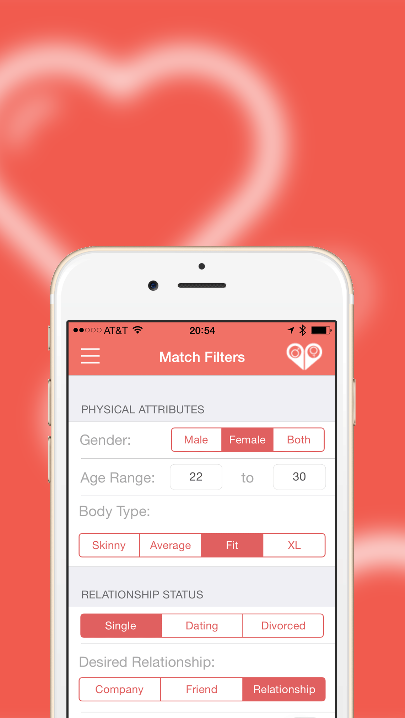 AT&T 20:54
Match Filters
PHYSICAL ATTRIBUTES
Gender: Male Female Both
Age Range: 22 to 30
Body Type:
Skinny Average Fit XL
RELATIONSHIP STATUS
Single Dating Divorced
Desired Relationship:
Company Friend Relationship